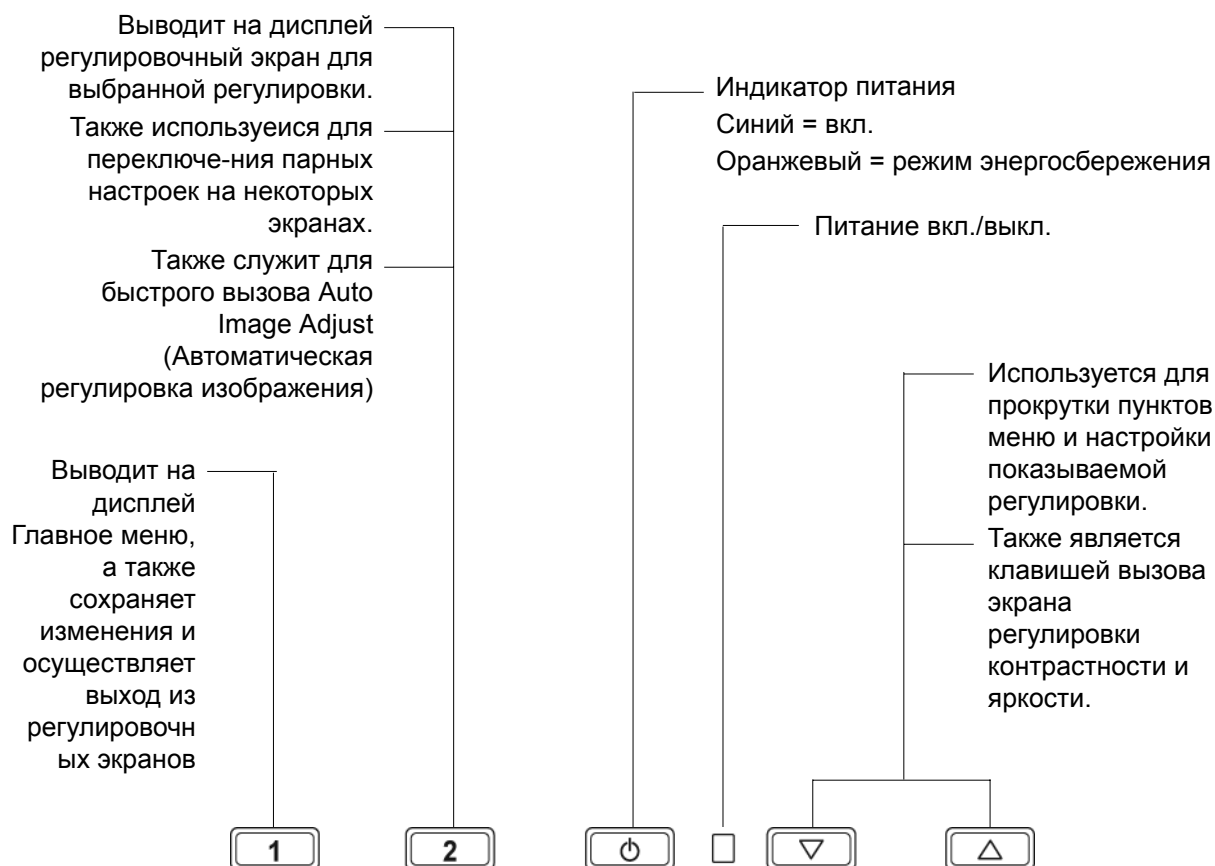 Выводит на дисплей
регулировочный экран для
выбранной регулировки.
Также используеися для
переключе-ния парных
настроек на некоторых
экранах.
Также служит для
быстрого вызова Auto
Image Adjust
(Автоматическая
регулировка изображения)
Выводит на
дисплей
Главное меню,
а также
сохраняет
изменения и
осуществляет
выход из
регулировочн
ых экранов
Индикатор питания
Синий = вкл.
Оранжевый = режим энергосбережения
Питание вкл./выкл.
Используется для
прокрутки пунктов
меню и настройки
показываемой
регулировки.
Также является
клавишей вызова
экрана
регулировки
контрастности и
яркости.
1
2